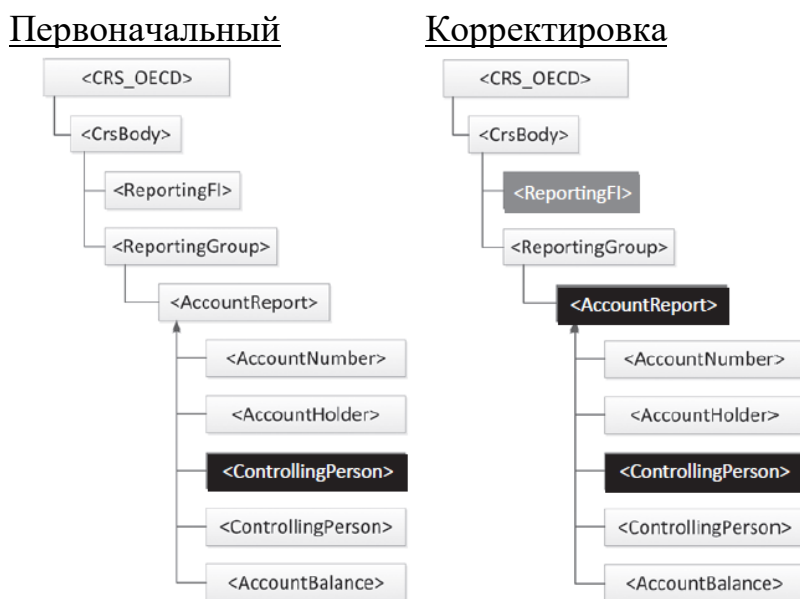 Первоначальный
<CRS_OECD>
<CrsBody>
<ReportingFI>
<ReportingGroup>
<AccountReport>
<AccountNumber>
<AccountHolder>
<ControllingPerson>
<ControllingPerson>
<AccountBalance>
Корректировка
<CRS_OECD>
<CrsBody>
<ReportingFI>
<ReportingGroup>
<AccountReport>
<AccountNumber>
<AccountHolder>
<ControllingPerson>
<ControllingPerson>
<AccountBalance>